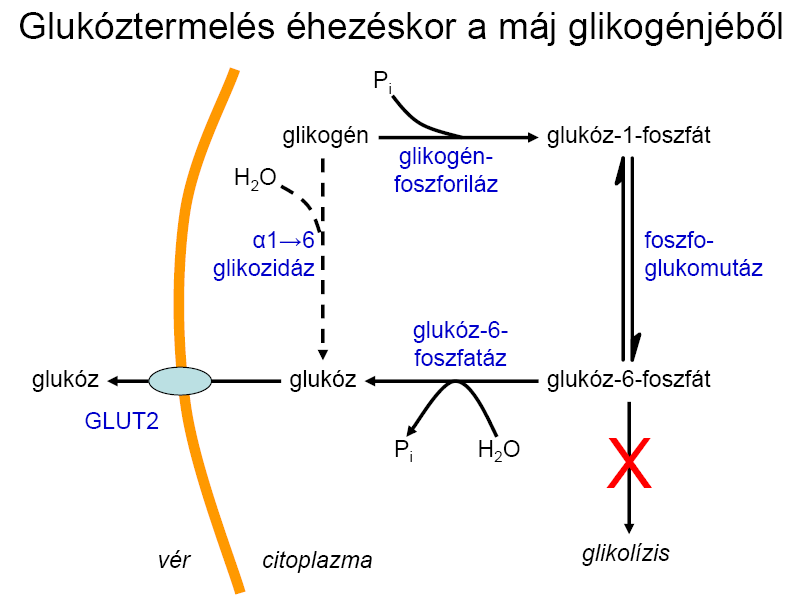 Glukóztermelés éhezéskor a máj glikogénjéből
Pi
glikogén
glukóz-1-foszfát
glikogén-
foszforiláz
H2O
α1→6
glikozidáz
foszfo-
glukomutáz
glukóz-6-
foszfatáz
glukóz
glukóz
glukóz-6-foszfát
GLUT2
Pi
H2O
X
vér
citoplazma
glikolízis